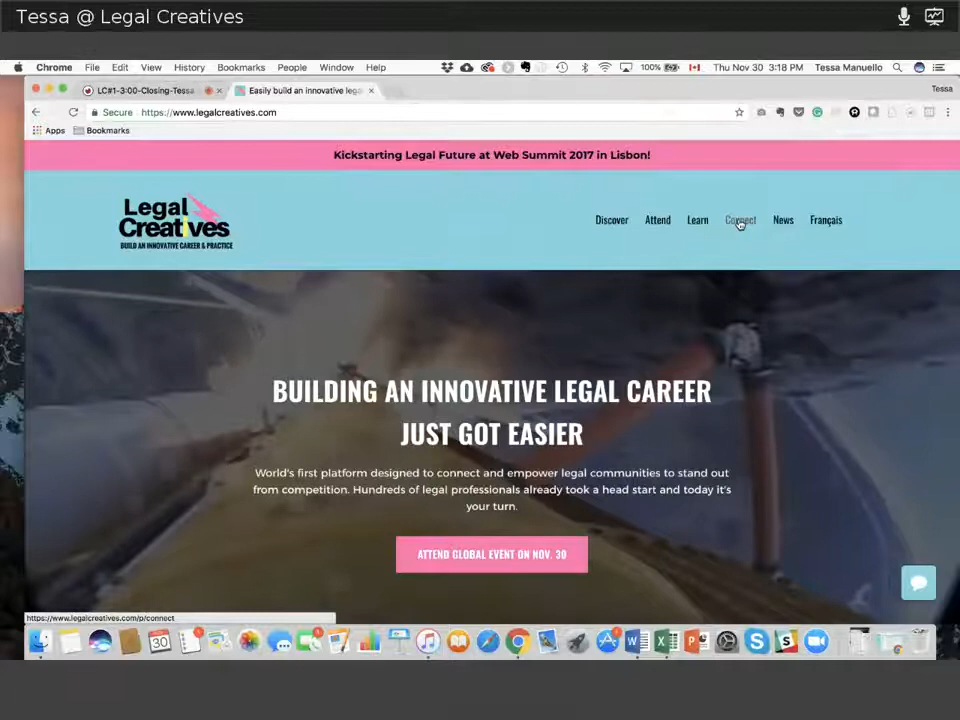 Tessa @ Legal Creatives
Chrome File Edit View History Bookmarks People Window Help 100% Thu Nov 30 3:18 PM Tessa Manuello
LC#1-3:00-Closing-Tessa Easily build an innovative lega Tessa
Secure https://www.legalcreatives.com
Apps Bookmarks
Kickstarting Legal Future at Web Summit 2017 in Lisbon!
Legal
Creatives
BUILD AN INNOVATIVE CAREER & PRACTICE
Discover Attend Learn Connect News Français
BUILDING AN INNOVATIVE LEGAL CAREER
JUST GOT EASIER
World's first platform designed to connect and empower legal communities to stand out
from competition. Hundreds of legal professionals already took a head start and today it's
your turn.
ATTEND GLOBAL EVENT ON NOV. 30
https://www.legalcreatives.com/p/connect
30